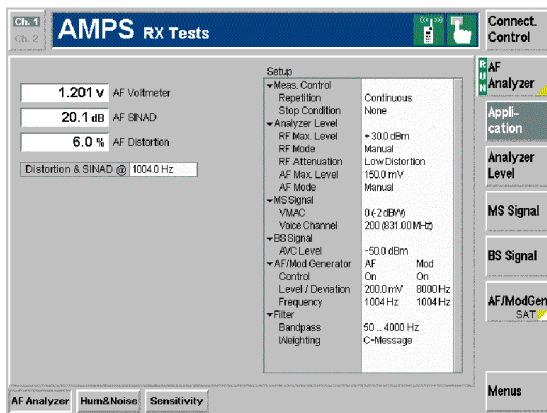 Ch. 1
Ch. 2
AMPS RX Tests
Connect. Control
RUN
AF Analyzer
Appli-cation
Analyzer Level
MS Signal
BS Signal
AF/ModGen
SAT
Menus
1.201 V AF Voltmeter
20.1 dB AF SINAD
6.0 % AF Distortion
Distortion & SINAD @ 1004.0 Hz
Setup
Meas. Control
Repetition Continuous
Stop Condition None
Analyzer Level
RF Max. Level +30.0 dBm
RF Mode Manual
RF Attenuation Low Distortion
AF Max. Level 150.0 mV
AF Mode Manual
MS Signal
VMAC 0 (-2 dBW)
Voice Channel 200 (831.00 MHz)
BS Signal
AVC Level -50.0 dBm
AF/Mod Generator AF Mod
Control On On
Level / Deviation 200.0 mV 8000 Hz
Frequency 1004 Hz 1004 Hz
Filter
Bandpass 50 ... 4000 Hz
Weighting C-Message
AF Analyzer Hum&Noise Sensitivity